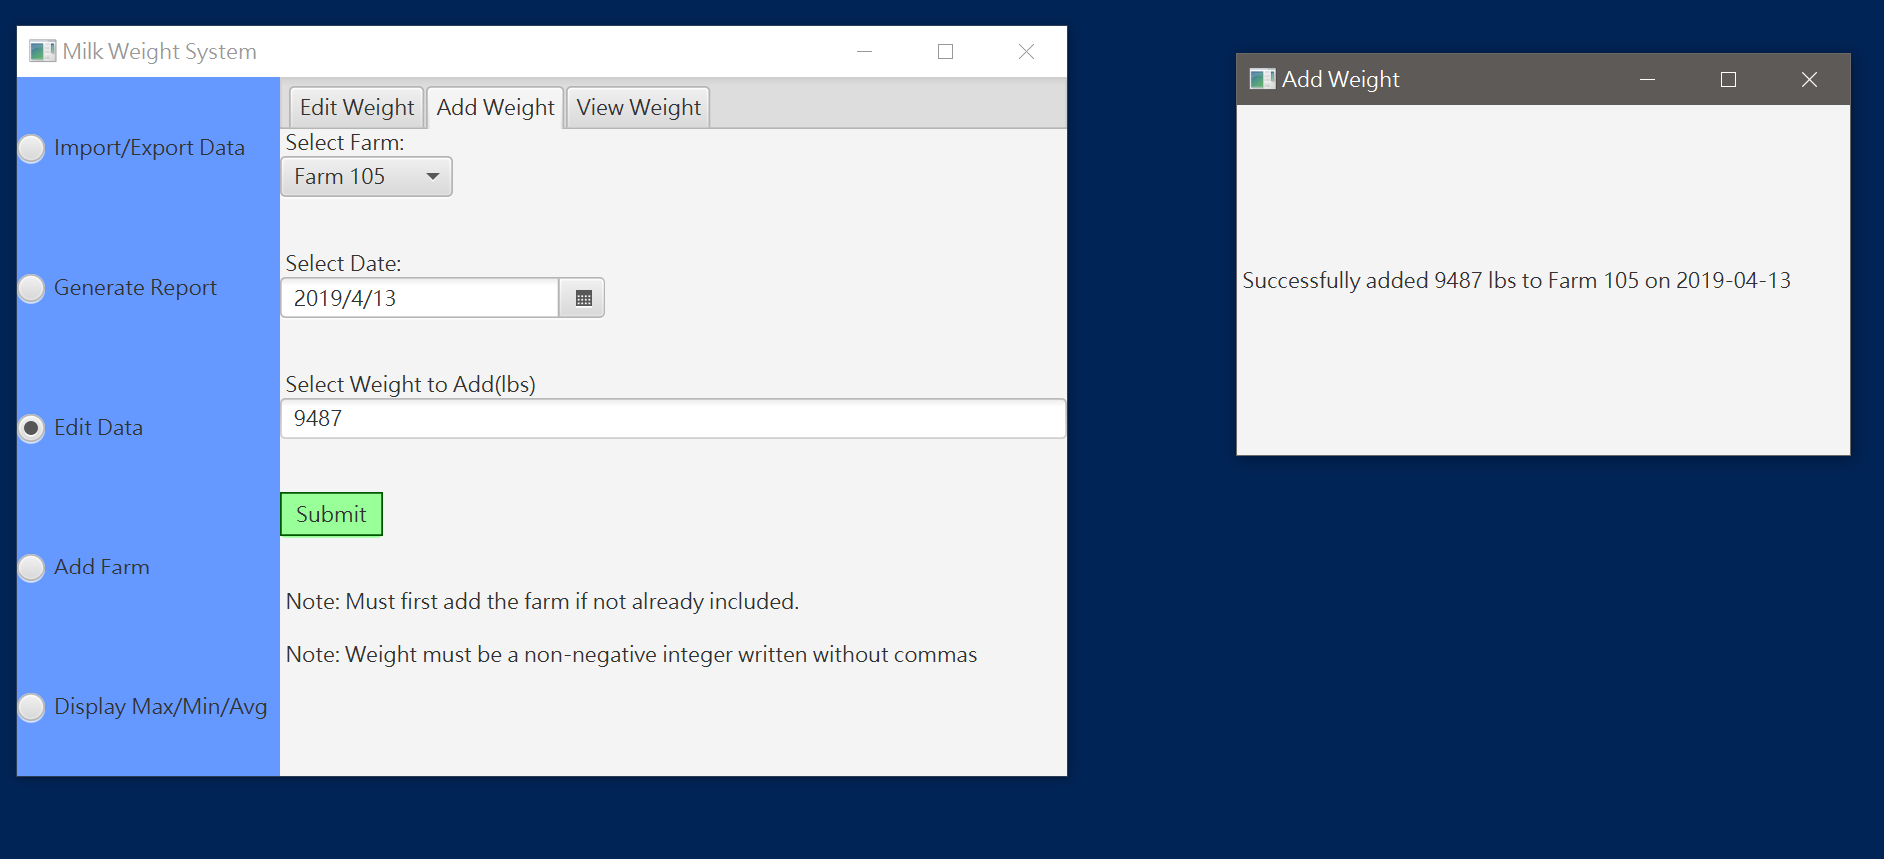 Milk Weight System
Import/Export Data
Generate Report
Edit Data
Add Farm
Display Max/Min/Avg
Edit Weight Add Weight View Weight
Select Farm:
Farm 105
Select Date:
2019/4/13
Select Weight to Add(lbs)
9487
Submit
Note: Must first add the farm if not already included.
Note: Weight must be a non-negative integer written without commas
Add Weight
Successfully added 9487 lbs to Farm 105 on 2019-04-13